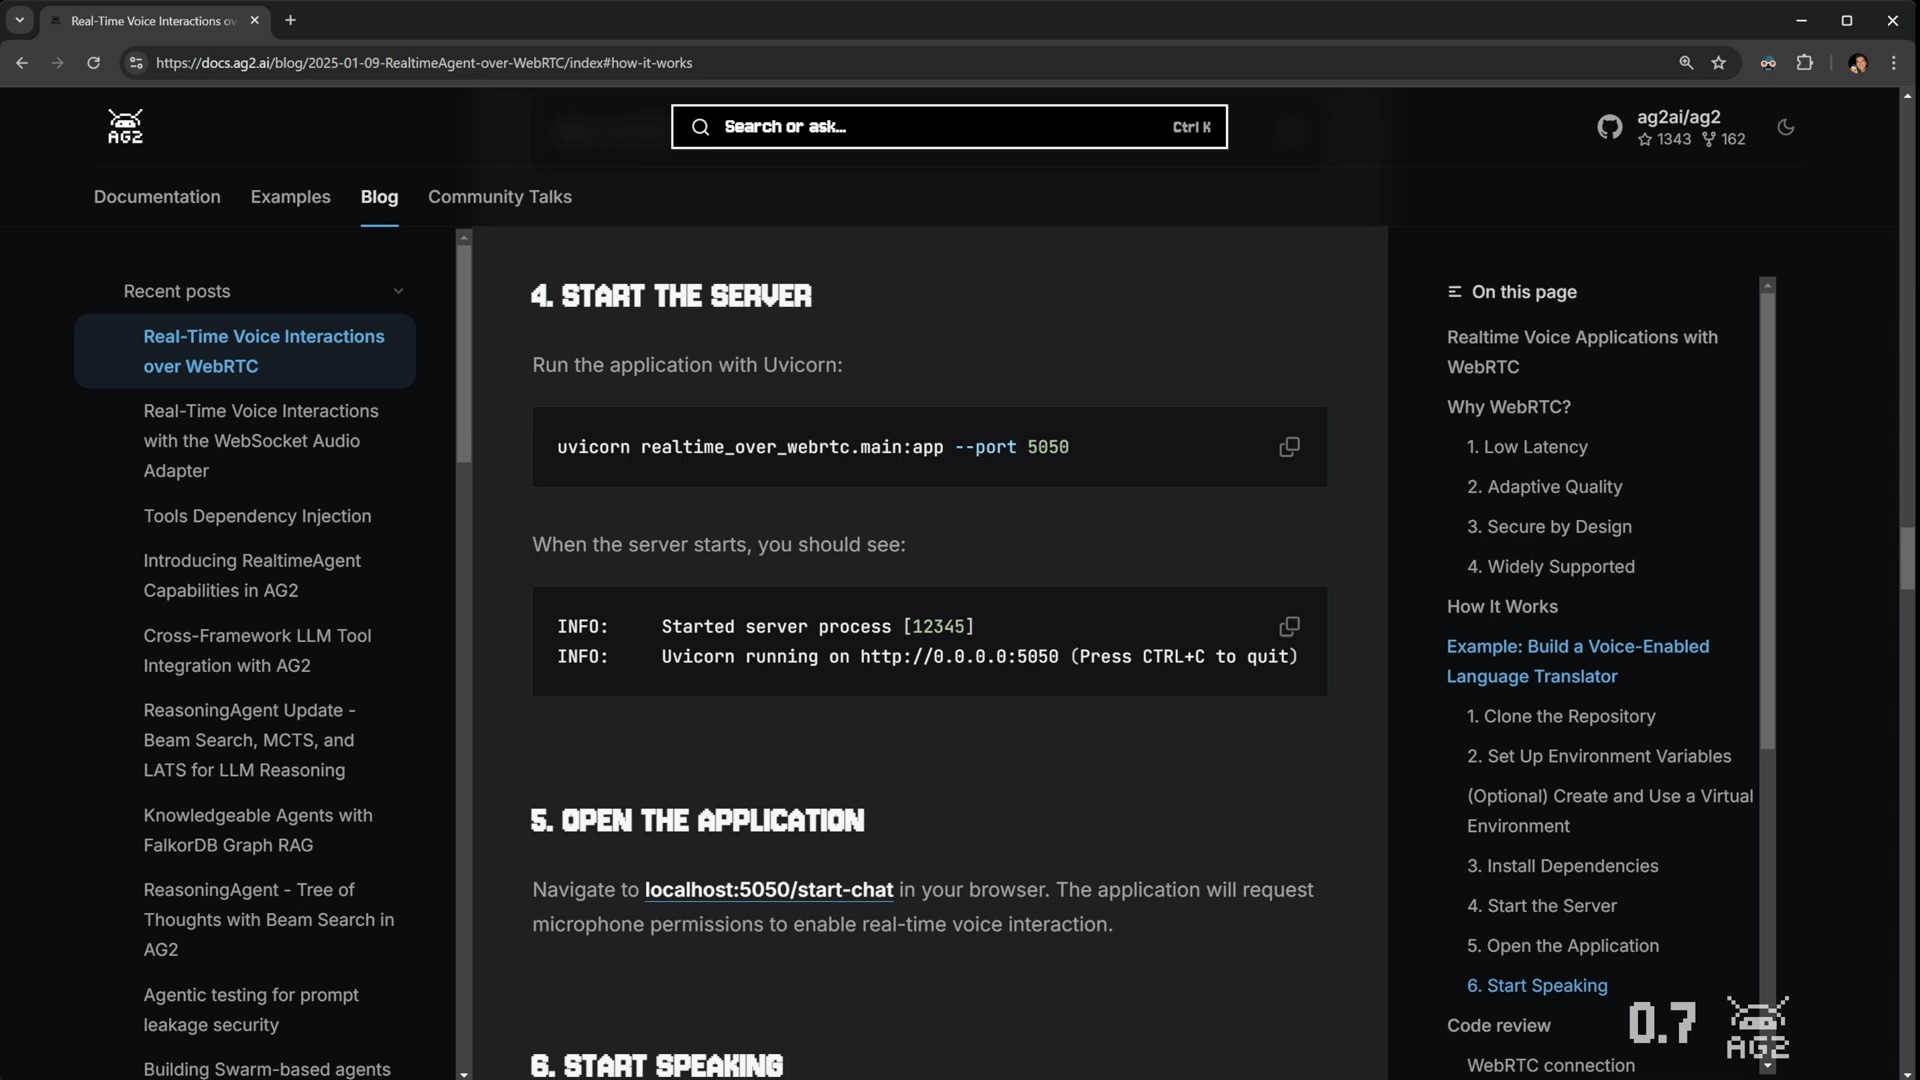 Real-Time Voice Interactions ov
https://docs.ag2.ai/blog/2025-01-09-RealtimeAgent-over-WebRTC/index#how-it-works
AG2
Search or ask...
Ctrl K
ag2ai/ag2
1343 162
Documentation Examples Blog Community Talks
Recent posts
Real-Time Voice Interactions
over WebRTC
Real-Time Voice Interactions
with the WebSocket Audio
Adapter
Tools Dependency Injection
Introducing RealtimeAgent
Capabilities in AG2
Cross-Framework LLM Tool
Integration with AG2
ReasoningAgent Update -
Beam Search, MCTS, and
LATS for LLM Reasoning
Knowledgeable Agents with
FalkorDB Graph RAG
ReasoningAgent - Tree of
Thoughts with Beam Search in
AG2
Agentic testing for prompt
leakage security
Building Swarm-based agents
4. START THE SERVER
Run the application with Uvicorn:
uvicorn realtime_over_webrtc.main:app --port 5050
When the server starts, you should see:
INFO: Started server process [12345]
INFO: Uvicorn running on http://0.0.0.0:5050 (Press CTRL+C to quit)
5. OPEN THE APPLICATION
Navigate to localhost:5050/start-chat in your browser. The application will request
microphone permissions to enable real-time voice interaction.
6. START SPEAKING
On this page
Realtime Voice Applications with
WebRTC
Why WebRTC?
1. Low Latency
2. Adaptive Quality
3. Secure by Design
4. Widely Supported
How It Works
Example: Build a Voice-Enabled
Language Translator
1. Clone the Repository
2. Set Up Environment Variables
(Optional) Create and Use a Virtual
Environment
3. Install Dependencies
4. Start the Server
5. Open the Application
6. Start Speaking
Code review
WebRTC connection
0.7
AG2